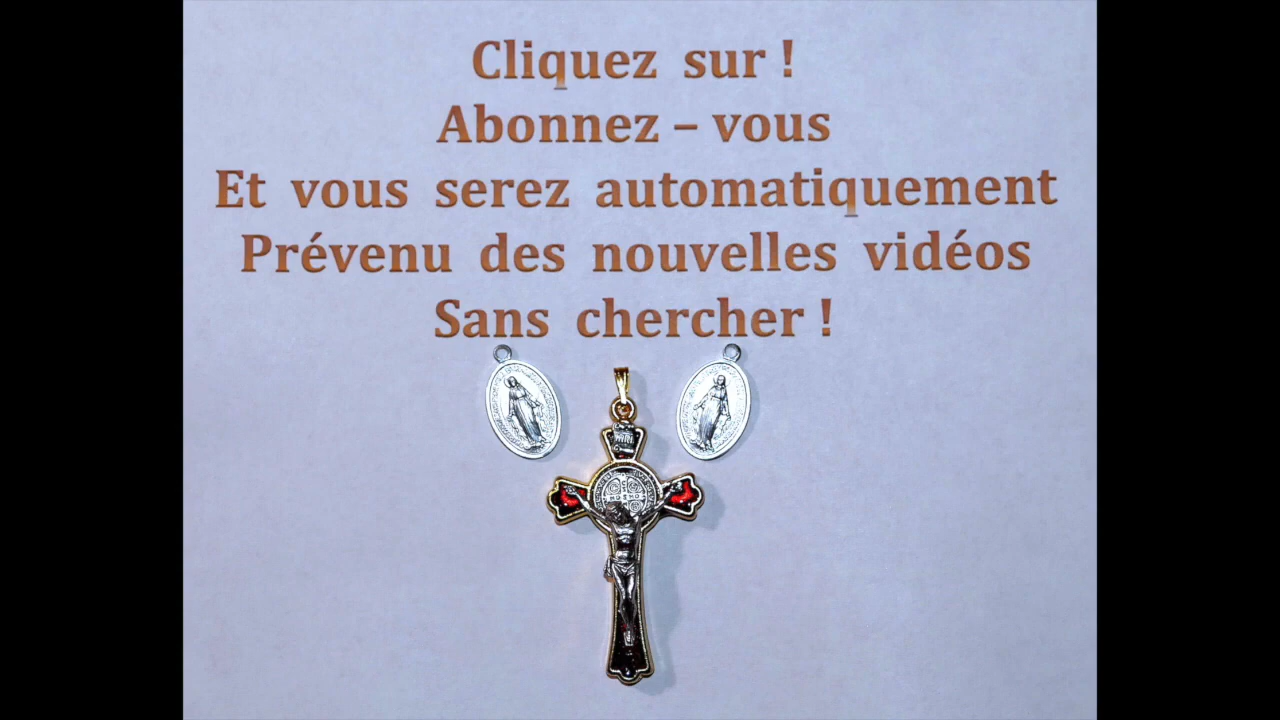 Cliquez sur !
Abonnez – vous
Et vous serez automatiquement
Prévenu des nouvelles vidéos
Sans chercher !